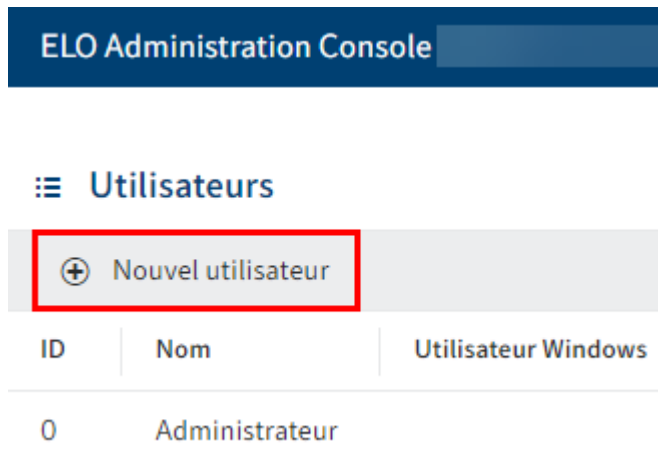 ELO Administration Console
Utilisateurs
Nouvel utilisateur
ID Nom Utilisateur Windows
0 Administrateur